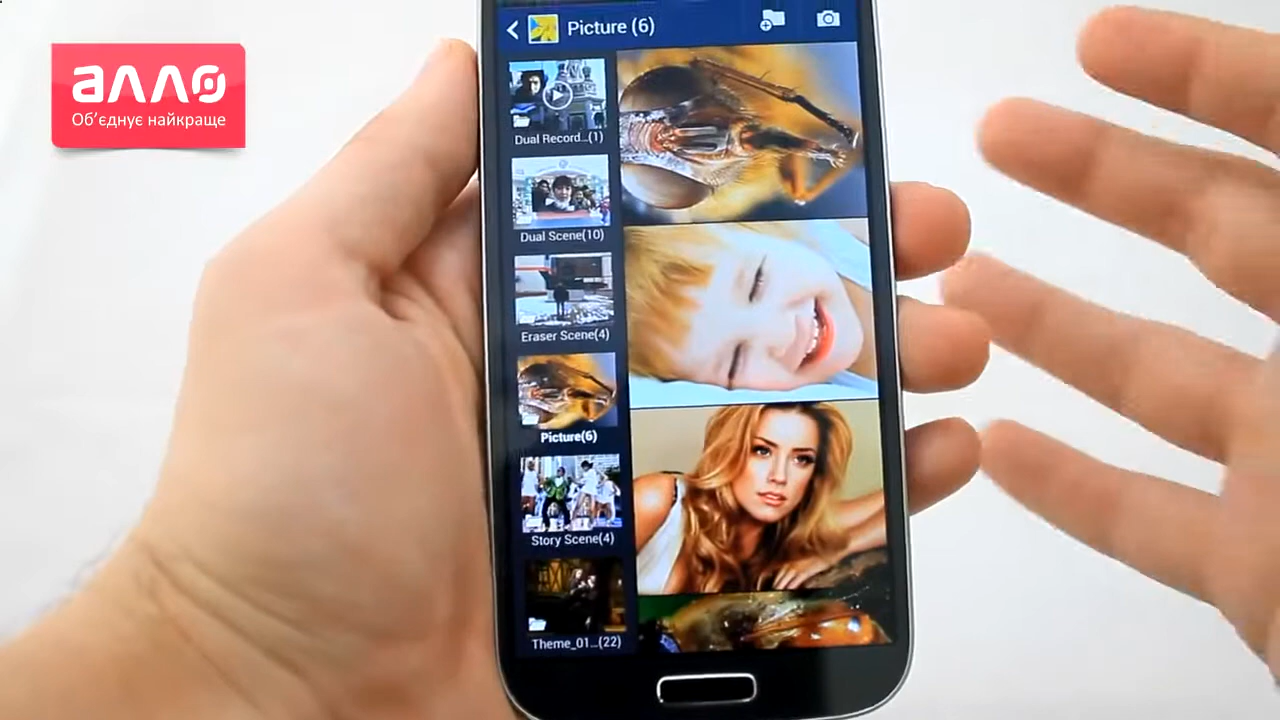 алло
Об'єднує найкраще
Picture (6)
Dual Record...(1)
Dual Scene(10)
Eraser Scene(4)
Picture(6)
Story Scene(4)
Theme_01...(22)